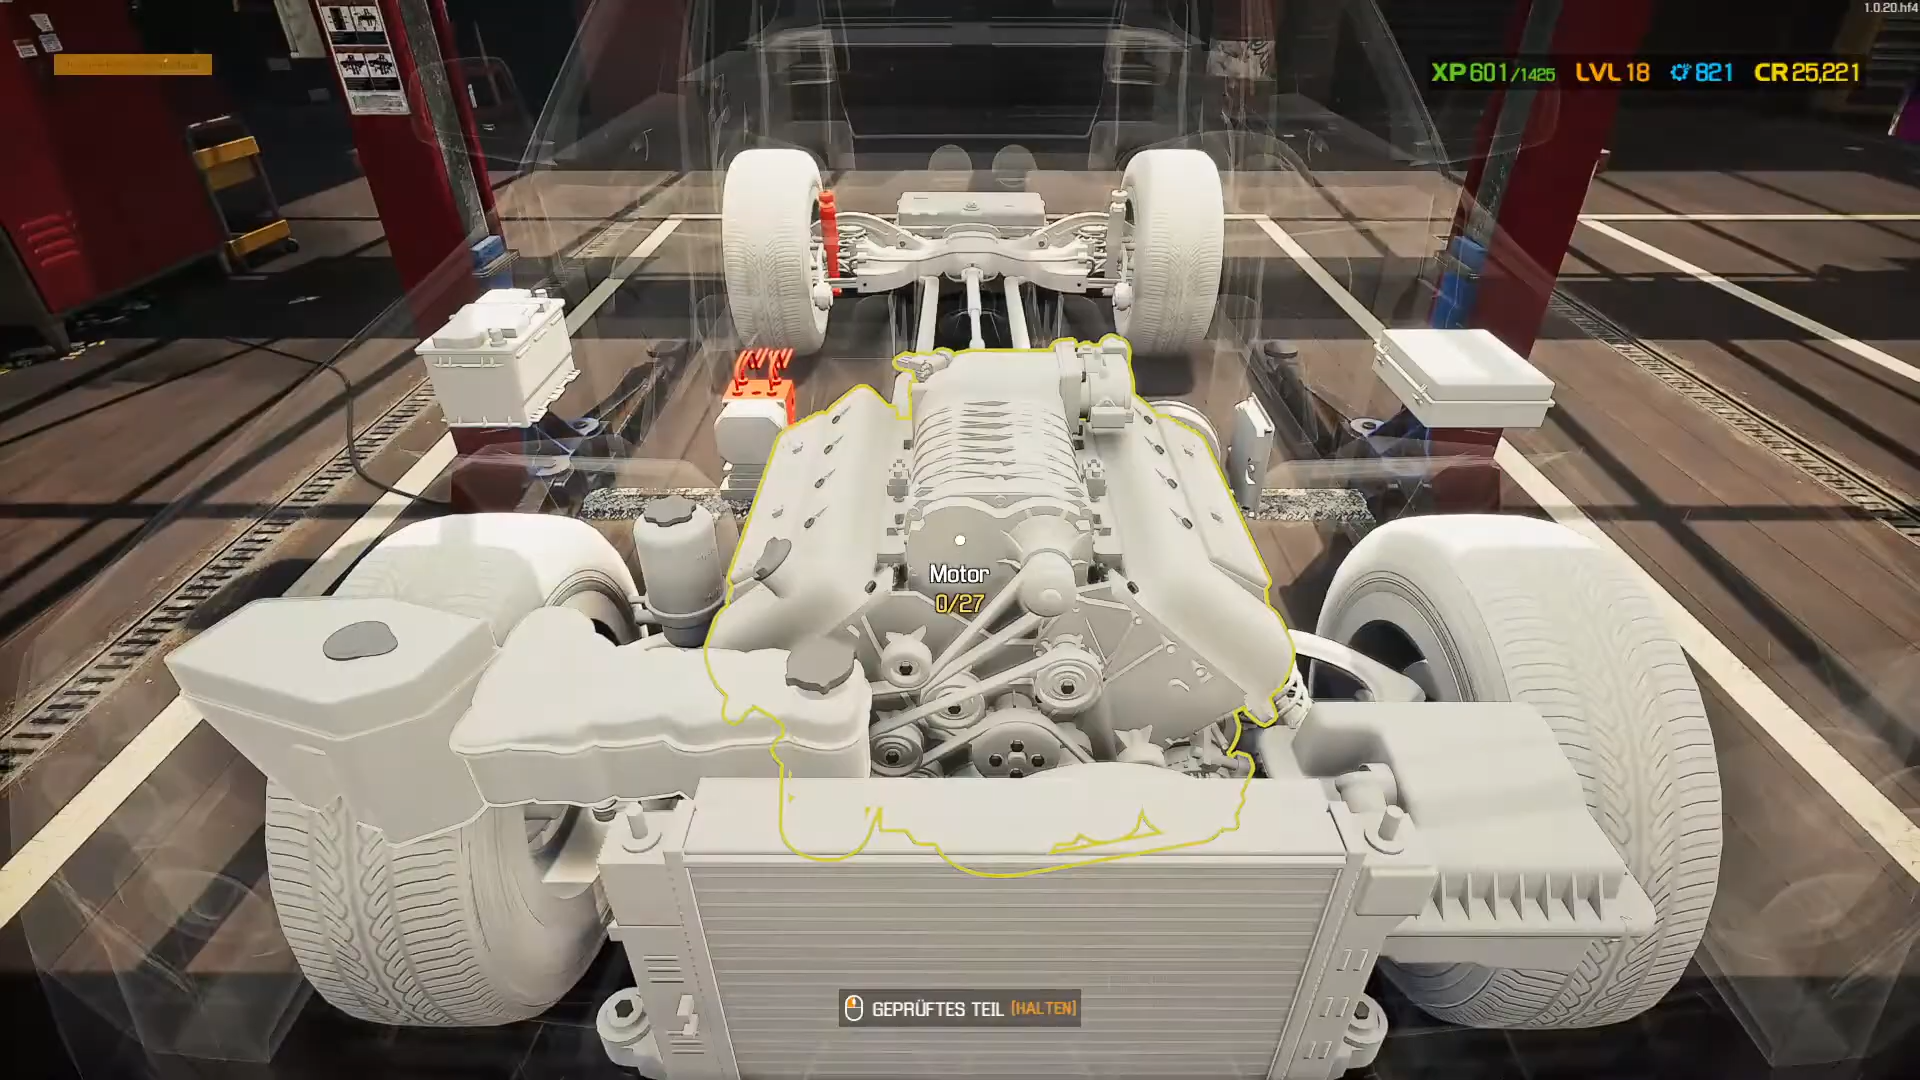 1.0.20.hf4
XP 601/1425 LVL 18 821 CR 25,221
Motor
0/27
GEPRÜFTES TEIL [HALTEN]